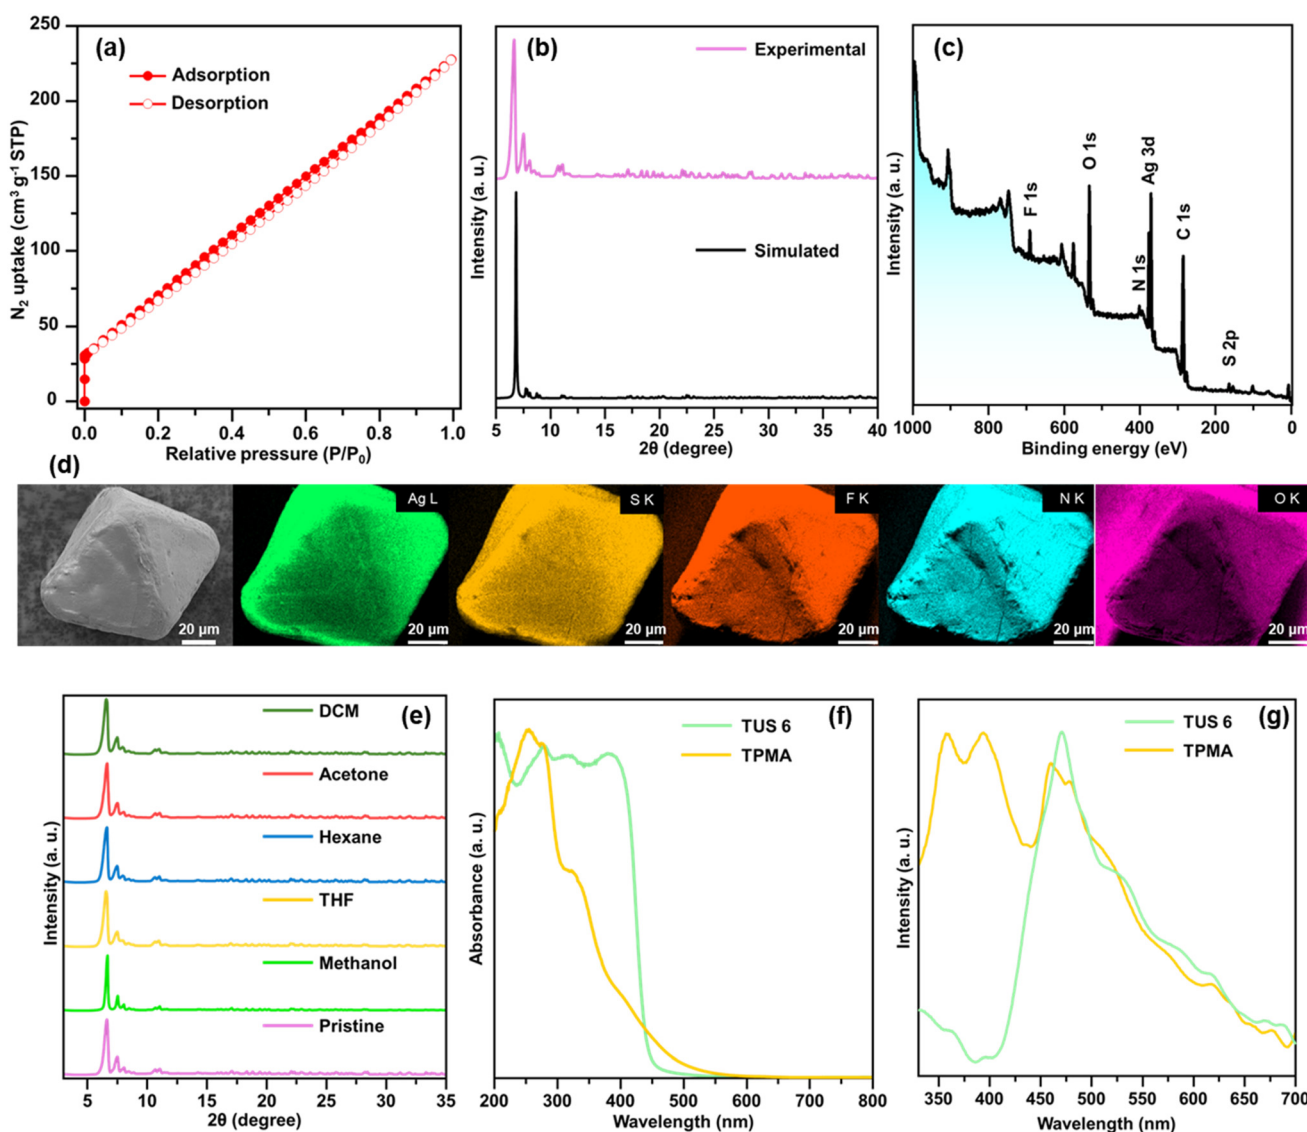 (a)
Adsorption
Desorption
N₂ uptake (cm³ g⁻¹ STP)
250
200
150
100
50
0
0.0 0.2 0.4 0.6 0.8 1.0
Relative pressure (P/P₀)
(b)
Experimental
Simulated
Intensity (a. u.)
5 10 15 20 25 30 35 40
2θ (degree)
(c)
F 1s
O 1s
N 1s
Ag 3d
C 1s
S 2p
Intensity (a. u.)
1000 800 600 400 200 0
Binding energy (eV)
(d)
Ag L
S K
F K
N K
O K
20 µm
20 µm
20 µm
20 µm
20 µm
20 µm
(e)
DCM
Acetone
Hexane
THF
Methanol
Pristine
Intensity (a. u.)
5 10 15 20 25 30 35
2θ (degree)
(f)
TUS 6
TPMA
Absorbance (a. u.)
200 300 400 500 600 700 800
Wavelength (nm)
(g)
TUS 6
TPMA
Intensity (a. u.)
350 400 450 500 550 600 650 700
Wavelength (nm)